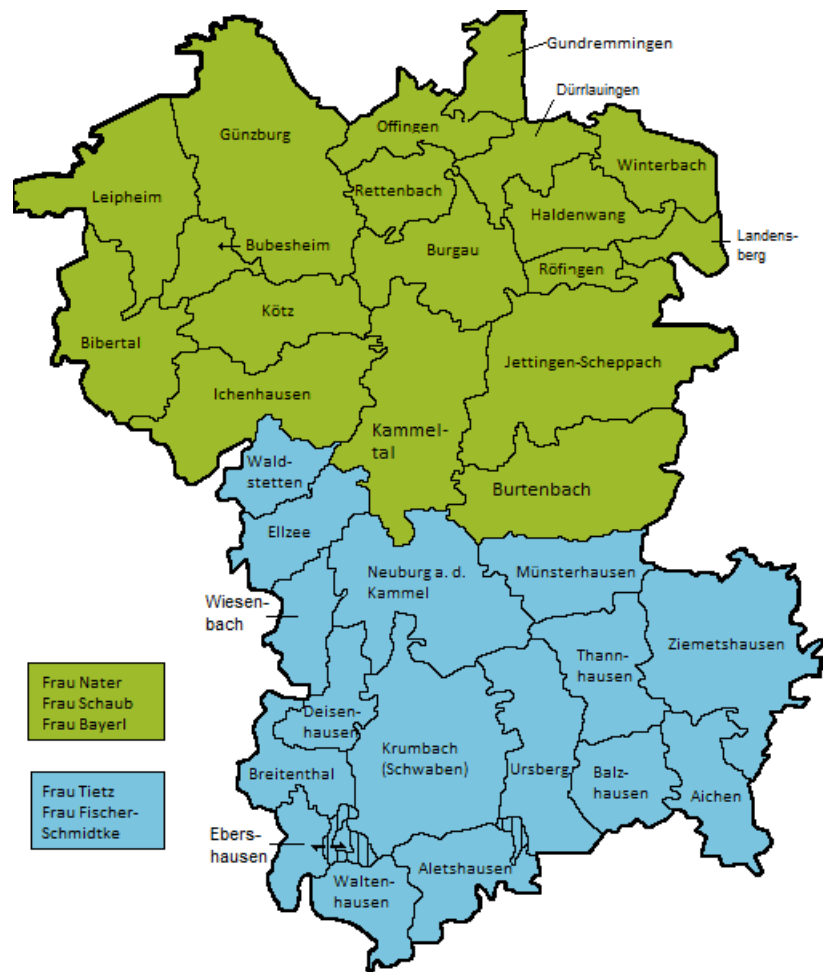 Gundremmingen
Dürrlauingen
Offingen
Günzburg
Winterbach
Leipheim
Rettenbach
Haldenwang
Landens-
berg
Bubesheim
Burgau
Röfingen
Kötz
Bibertal
Jettingen-Scheppach
Ichenhausen
Kammel-
tal
Wald-
stetten
Burtenbach
Ellzee
Neuburg a. d.
Kammel
Münsterhausen
Wiesen-
bach
Ziemetshausen
Thann-
hausen
Frau Nater
Frau Schaub
Frau Bayerl
Deisen-
hausen
Krumbach
(Schwaben)
Ursberg
Balz-
hausen
Breitenthal
Aichen
Frau Tietz
Frau Fischer-
Schmidtke
Ebers-
hausen
Aletshausen
Walten-
hausen